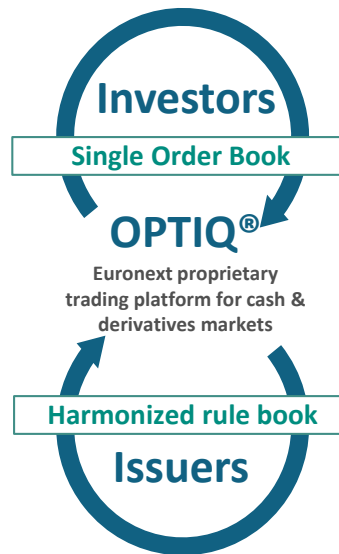 Investors
Single Order Book
OPTIQ®
Euronext proprietary
trading platform for cash &
derivatives markets
Harmonized rule book
Issuers